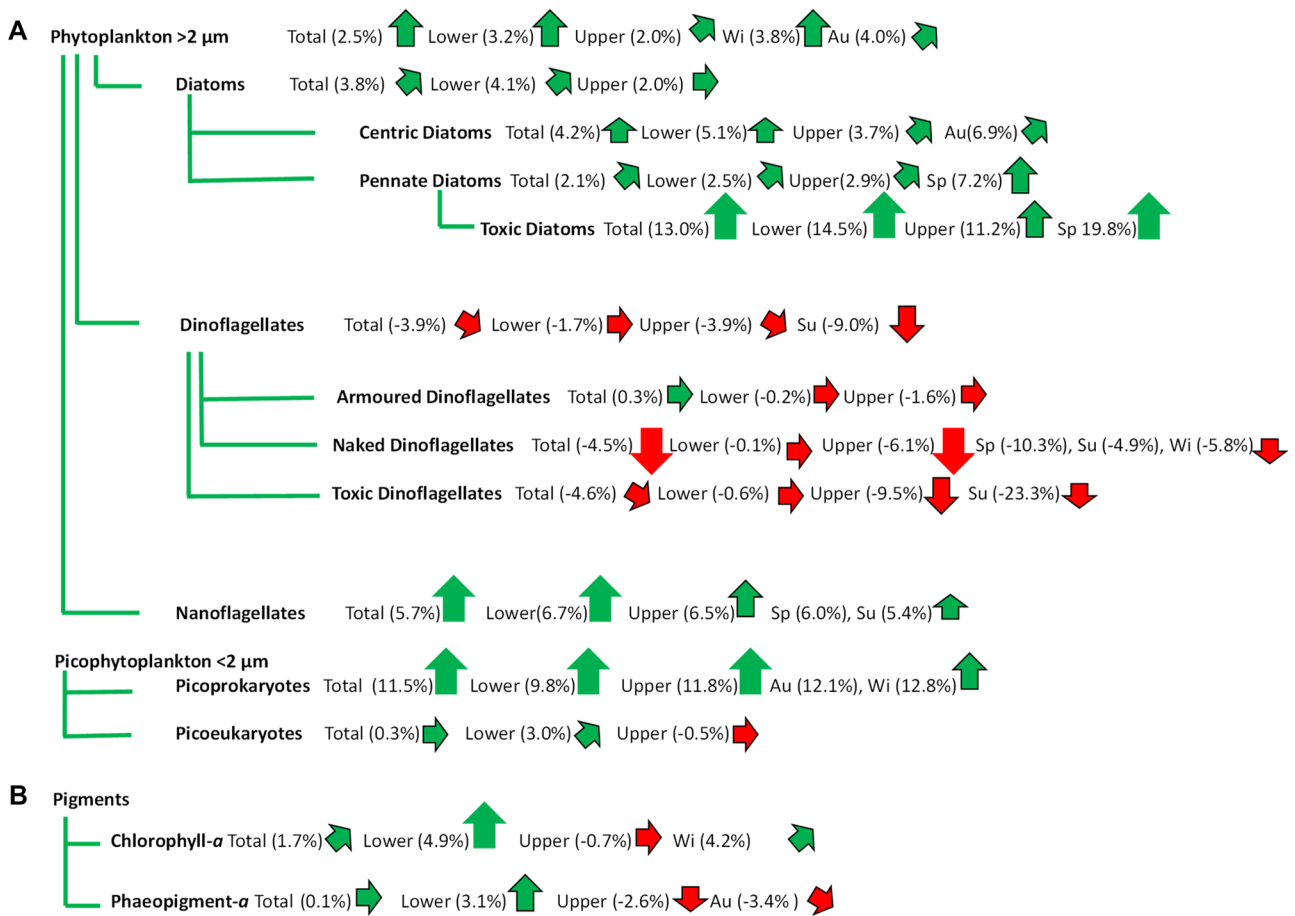 A
Phytoplankton >2 µm Total (2.5%) Lower (3.2%) Upper (2.0%) Wi (3.8%) Au (4.0%)
Diatoms Total (3.8%) Lower (4.1%) Upper (2.0%)
Centric Diatoms Total (4.2%) Lower (5.1%) Upper (3.7%) Au(6.9%)
Pennate Diatoms Total (2.1%) Lower (2.5%) Upper(2.9%) Sp (7.2%)
Toxic Diatoms Total (13.0%) Lower (14.5%) Upper (11.2%) Sp 19.8%)
Dinoflagellates Total (-3.9%) Lower (-1.7%) Upper (-3.9%) Su (-9.0%)
Armoured Dinoflagellates Total (0.3%) Lower (-0.2%) Upper (-1.6%)
Naked Dinoflagellates Total (-4.5%) Lower (-0.1%) Upper (-6.1%) Sp (-10.3%), Su (-4.9%), Wi (-5.8%)
Toxic Dinoflagellates Total (-4.6%) Lower (-0.6%) Upper (-9.5%) Su (-23.3%)
Nanoflagellates Total (5.7%) Lower(6.7%) Upper (6.5%) Sp (6.0%), Su (5.4%)
Picophytoplankton <2 µm
Picoprokaryotes Total (11.5%) Lower (9.8%) Upper (11.8%) Au (12.1%), Wi (12.8%)
Picoeukaryotes Total (0.3%) Lower (3.0%) Upper (-0.5%)
B
Pigments
Chlorophyll-a Total (1.7%) Lower (4.9%) Upper (-0.7%) Wi (4.2%)
Phaeopigment-a Total (0.1%) Lower (3.1%) Upper (-2.6%) Au (-3.4%)